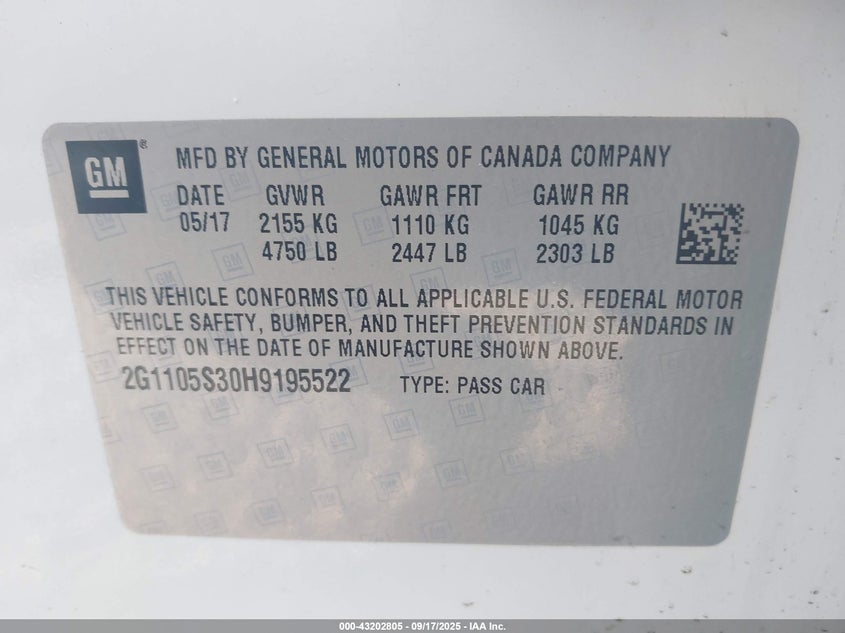 GM® MFD BY GENERAL MOTORS OF CANADA COMPANY
DATE GVWR GAWR FRT GAWR RR
05/17 2155 KG 1110 KG 1045 KG
4750 LB 2447 LB 2303 LB
THIS VEHICLE CONFORMS TO ALL APPLICABLE U.S. FEDERAL MOTOR
VEHICLE SAFETY, BUMPER, AND THEFT PREVENTION STANDARDS IN
EFFECT ON THE DATE OF MANUFACTURE SHOWN ABOVE.
2G1105S30H9195522 TYPE: PASS CAR
000-43202805 - 09/17/2025 - IAA Inc.